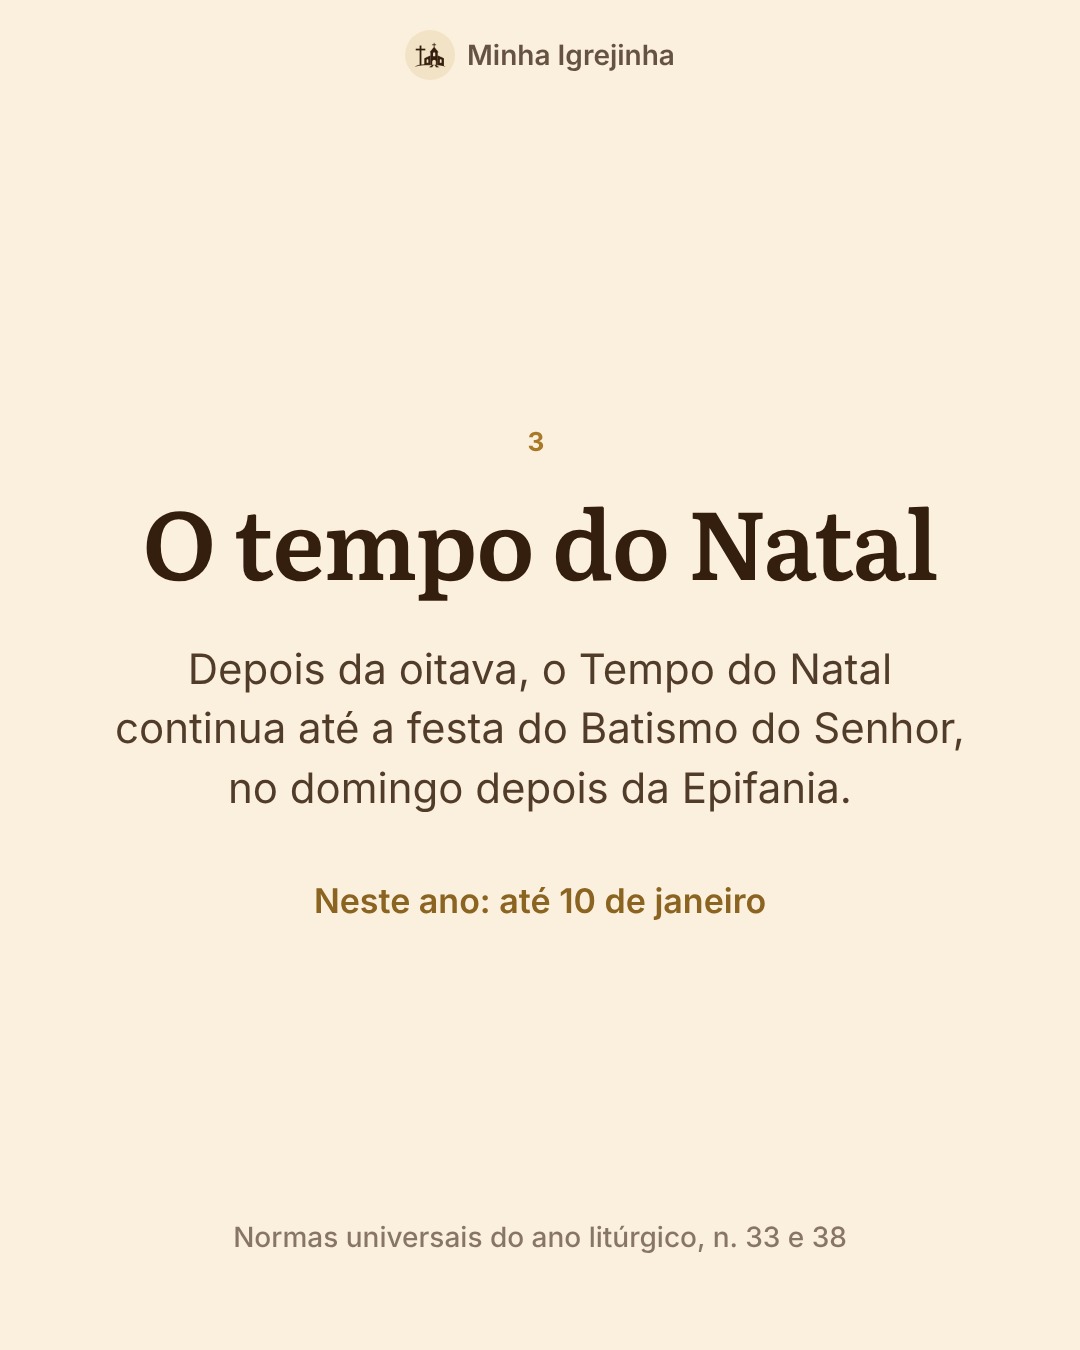 Minha Igrejinha
3
O tempo do Natal
Depois da oitava, o Tempo do Natal
continua até a festa do Batismo do Senhor,
no domingo depois da Epifania.
Neste ano: até 10 de janeiro
Normas universais do ano litúrgico, n. 33 e 38